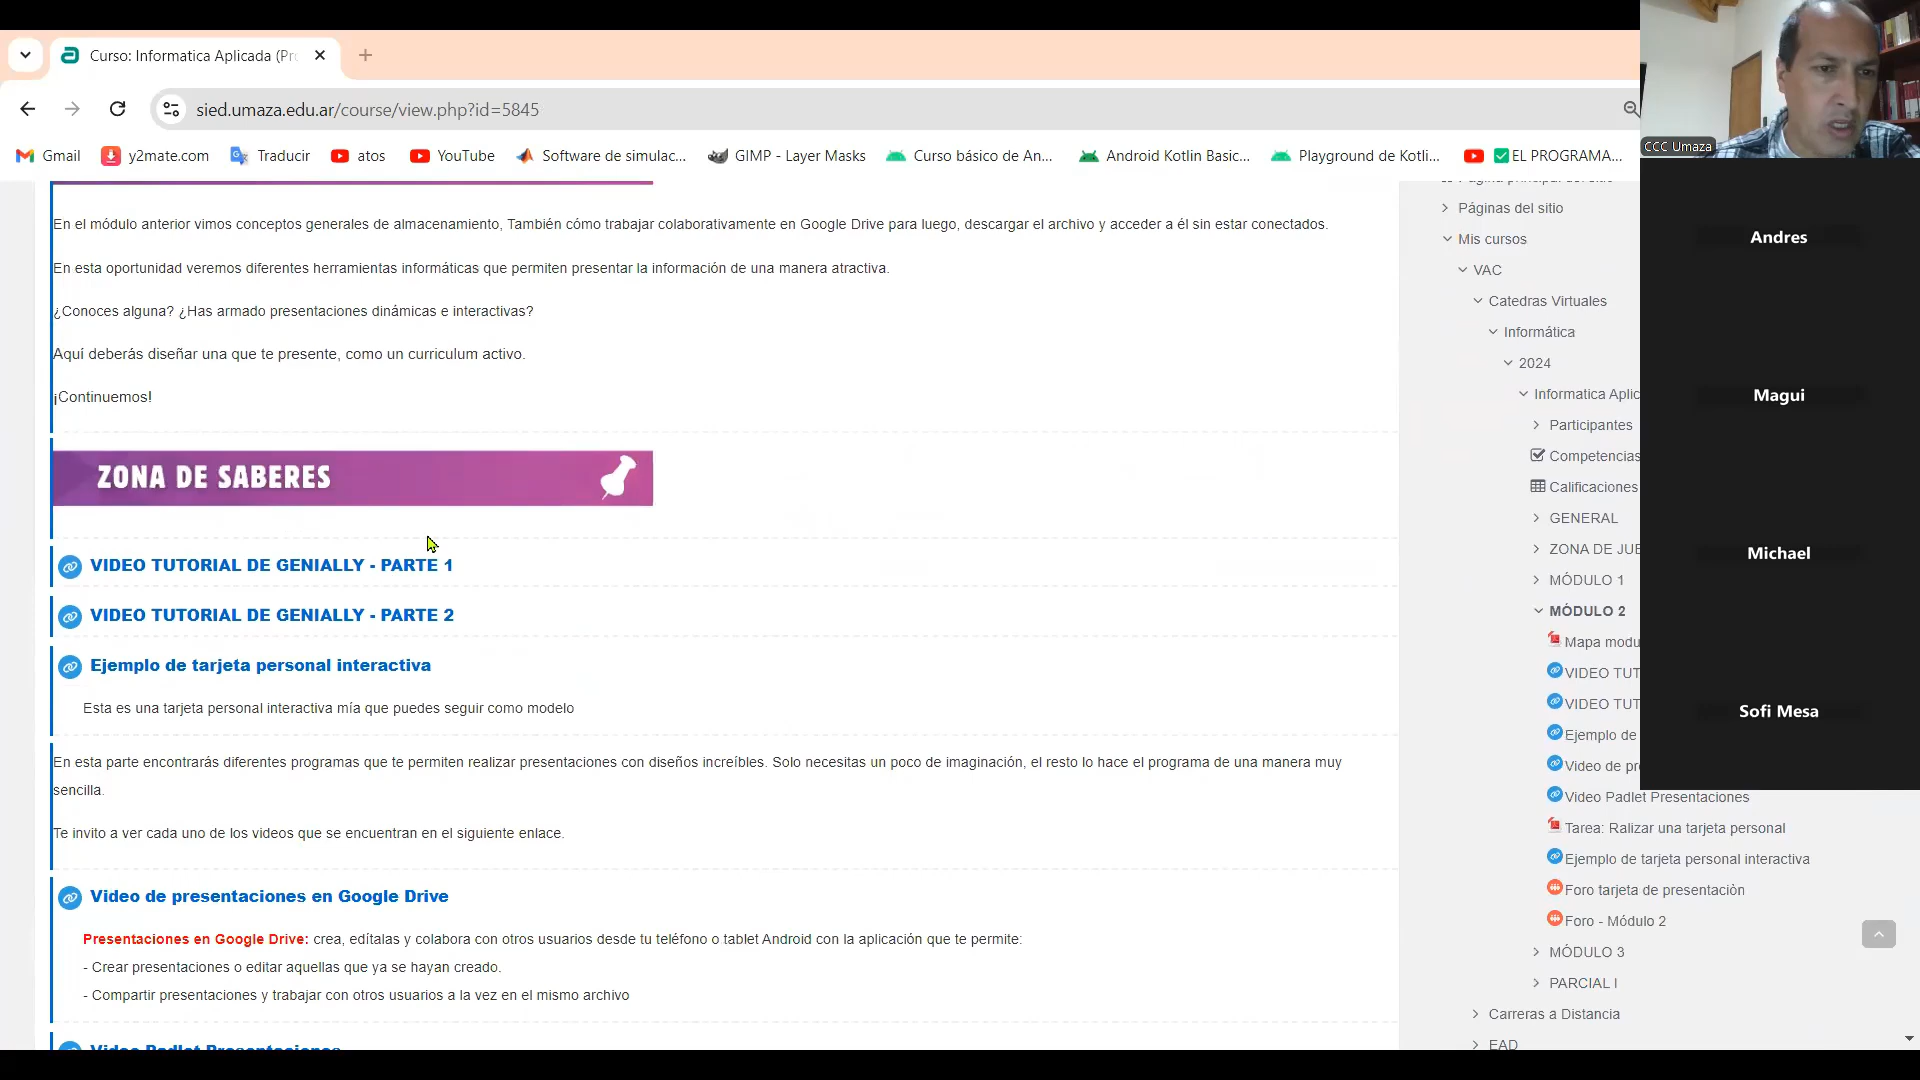 Curso: Informatica Aplicada (Pro
sied.umaza.edu.ar/course/view.php?id=5845
Gmail
y2mate.com
Traducir
atos
YouTube
Software de simulac...
GIMP - Layer Masks
Curso básico de An...
Android Kotlin Basic...
Playground de Kotli...
EL PROGRAMA...
CCC Umaza
Andres
Magui
Michael
Sofi Mesa
En el módulo anterior vimos conceptos generales de almacenamiento, También cómo trabajar colaborativamente en Google Drive para luego, descargar el archivo y acceder a él sin estar conectados.
En esta oportunidad veremos diferentes herramientas informáticas que permiten presentar la información de una manera atractiva.
¿Conoces alguna? ¿Has armado presentaciones dinámicas e interactivas?
Aquí deberás diseñar una que te presente, como un curriculum activo.
¡Continuemos!
ZONA DE SABERES
VIDEO TUTORIAL DE GENIALLY - PARTE 1
VIDEO TUTORIAL DE GENIALLY - PARTE 2
Ejemplo de tarjeta personal interactiva
Esta es una tarjeta personal interactiva mía que puedes seguir como modelo
En esta parte encontrarás diferentes programas que te permiten realizar presentaciones con diseños increíbles. Solo necesitas un poco de imaginación, el resto lo hace el programa de una manera muy
sencilla.
Te invito a ver cada uno de los videos que se encuentran en el siguiente enlace.
Video de presentaciones en Google Drive
Presentaciones en Google Drive: crea, edítalas y colabora con otros usuarios desde tu teléfono o tablet Android con la aplicación que te permite:
- Crear presentaciones o editar aquellas que ya se hayan creado.
- Compartir presentaciones y trabajar con otros usuarios a la vez en el mismo archivo
Video Padlet Presentaciones
Página principal del sitio
Páginas del sitio
Mis cursos
VAC
Catedras Virtuales
Informática
2024
Informatica Aplic
Participantes
Competencias
Calificaciones
GENERAL
ZONA DE JUE
MÓDULO 1
MÓDULO 2
Mapa modu
VIDEO TUT
VIDEO TUT
Ejemplo de
Video de pr
Video Padlet Presentaciones
Tarea: Ralizar una tarjeta personal
Ejemplo de tarjeta personal interactiva
Foro tarjeta de presentaciòn
Foro - Módulo 2
MÓDULO 3
PARCIAL I
Carreras a Distancia
EAD